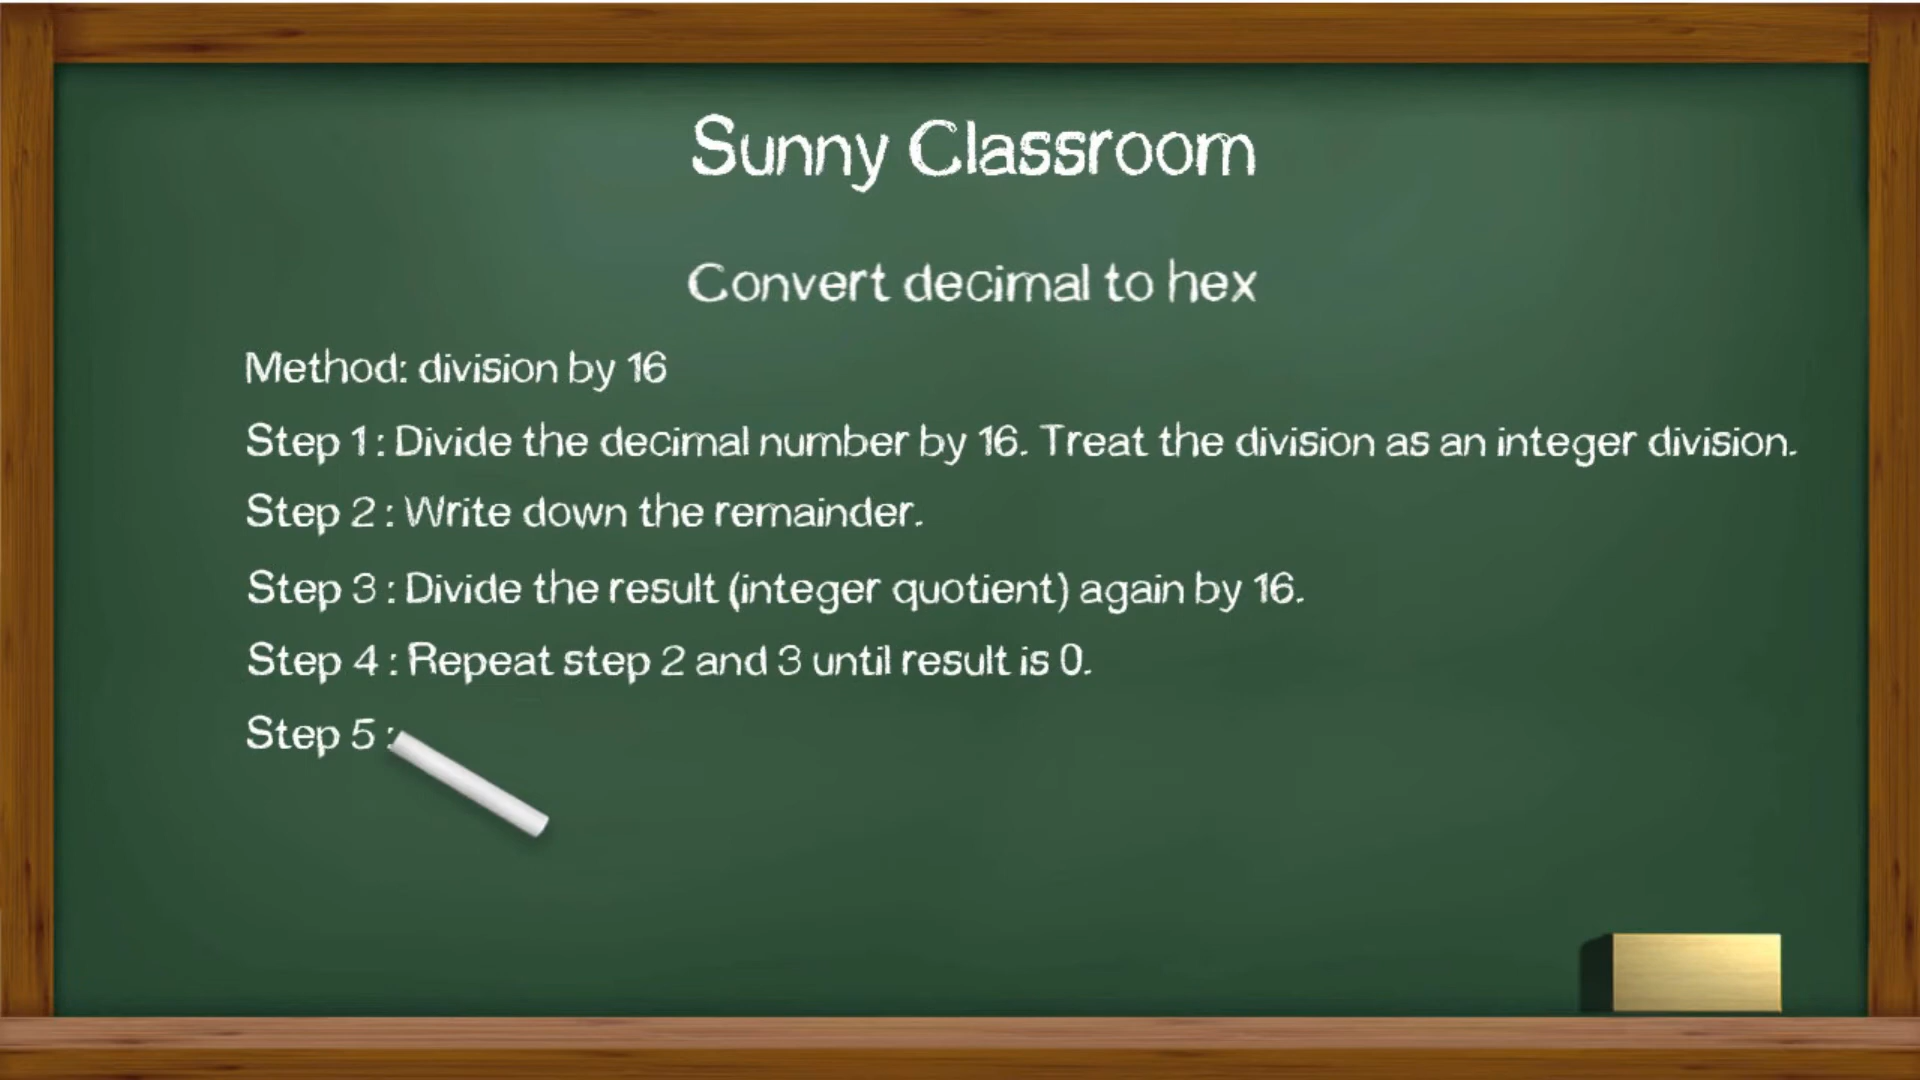 Sunny Classroom
Convert decimal to hex
Method: division by 16
Step 1 : Divide the decimal number by 16. Treat the division as an integer division.
Step 2 : Write down the remainder.
Step 3 : Divide the result (integer quotient) again by 16.
Step 4 : Repeat step 2 and 3 until result is 0.
Step 5 :